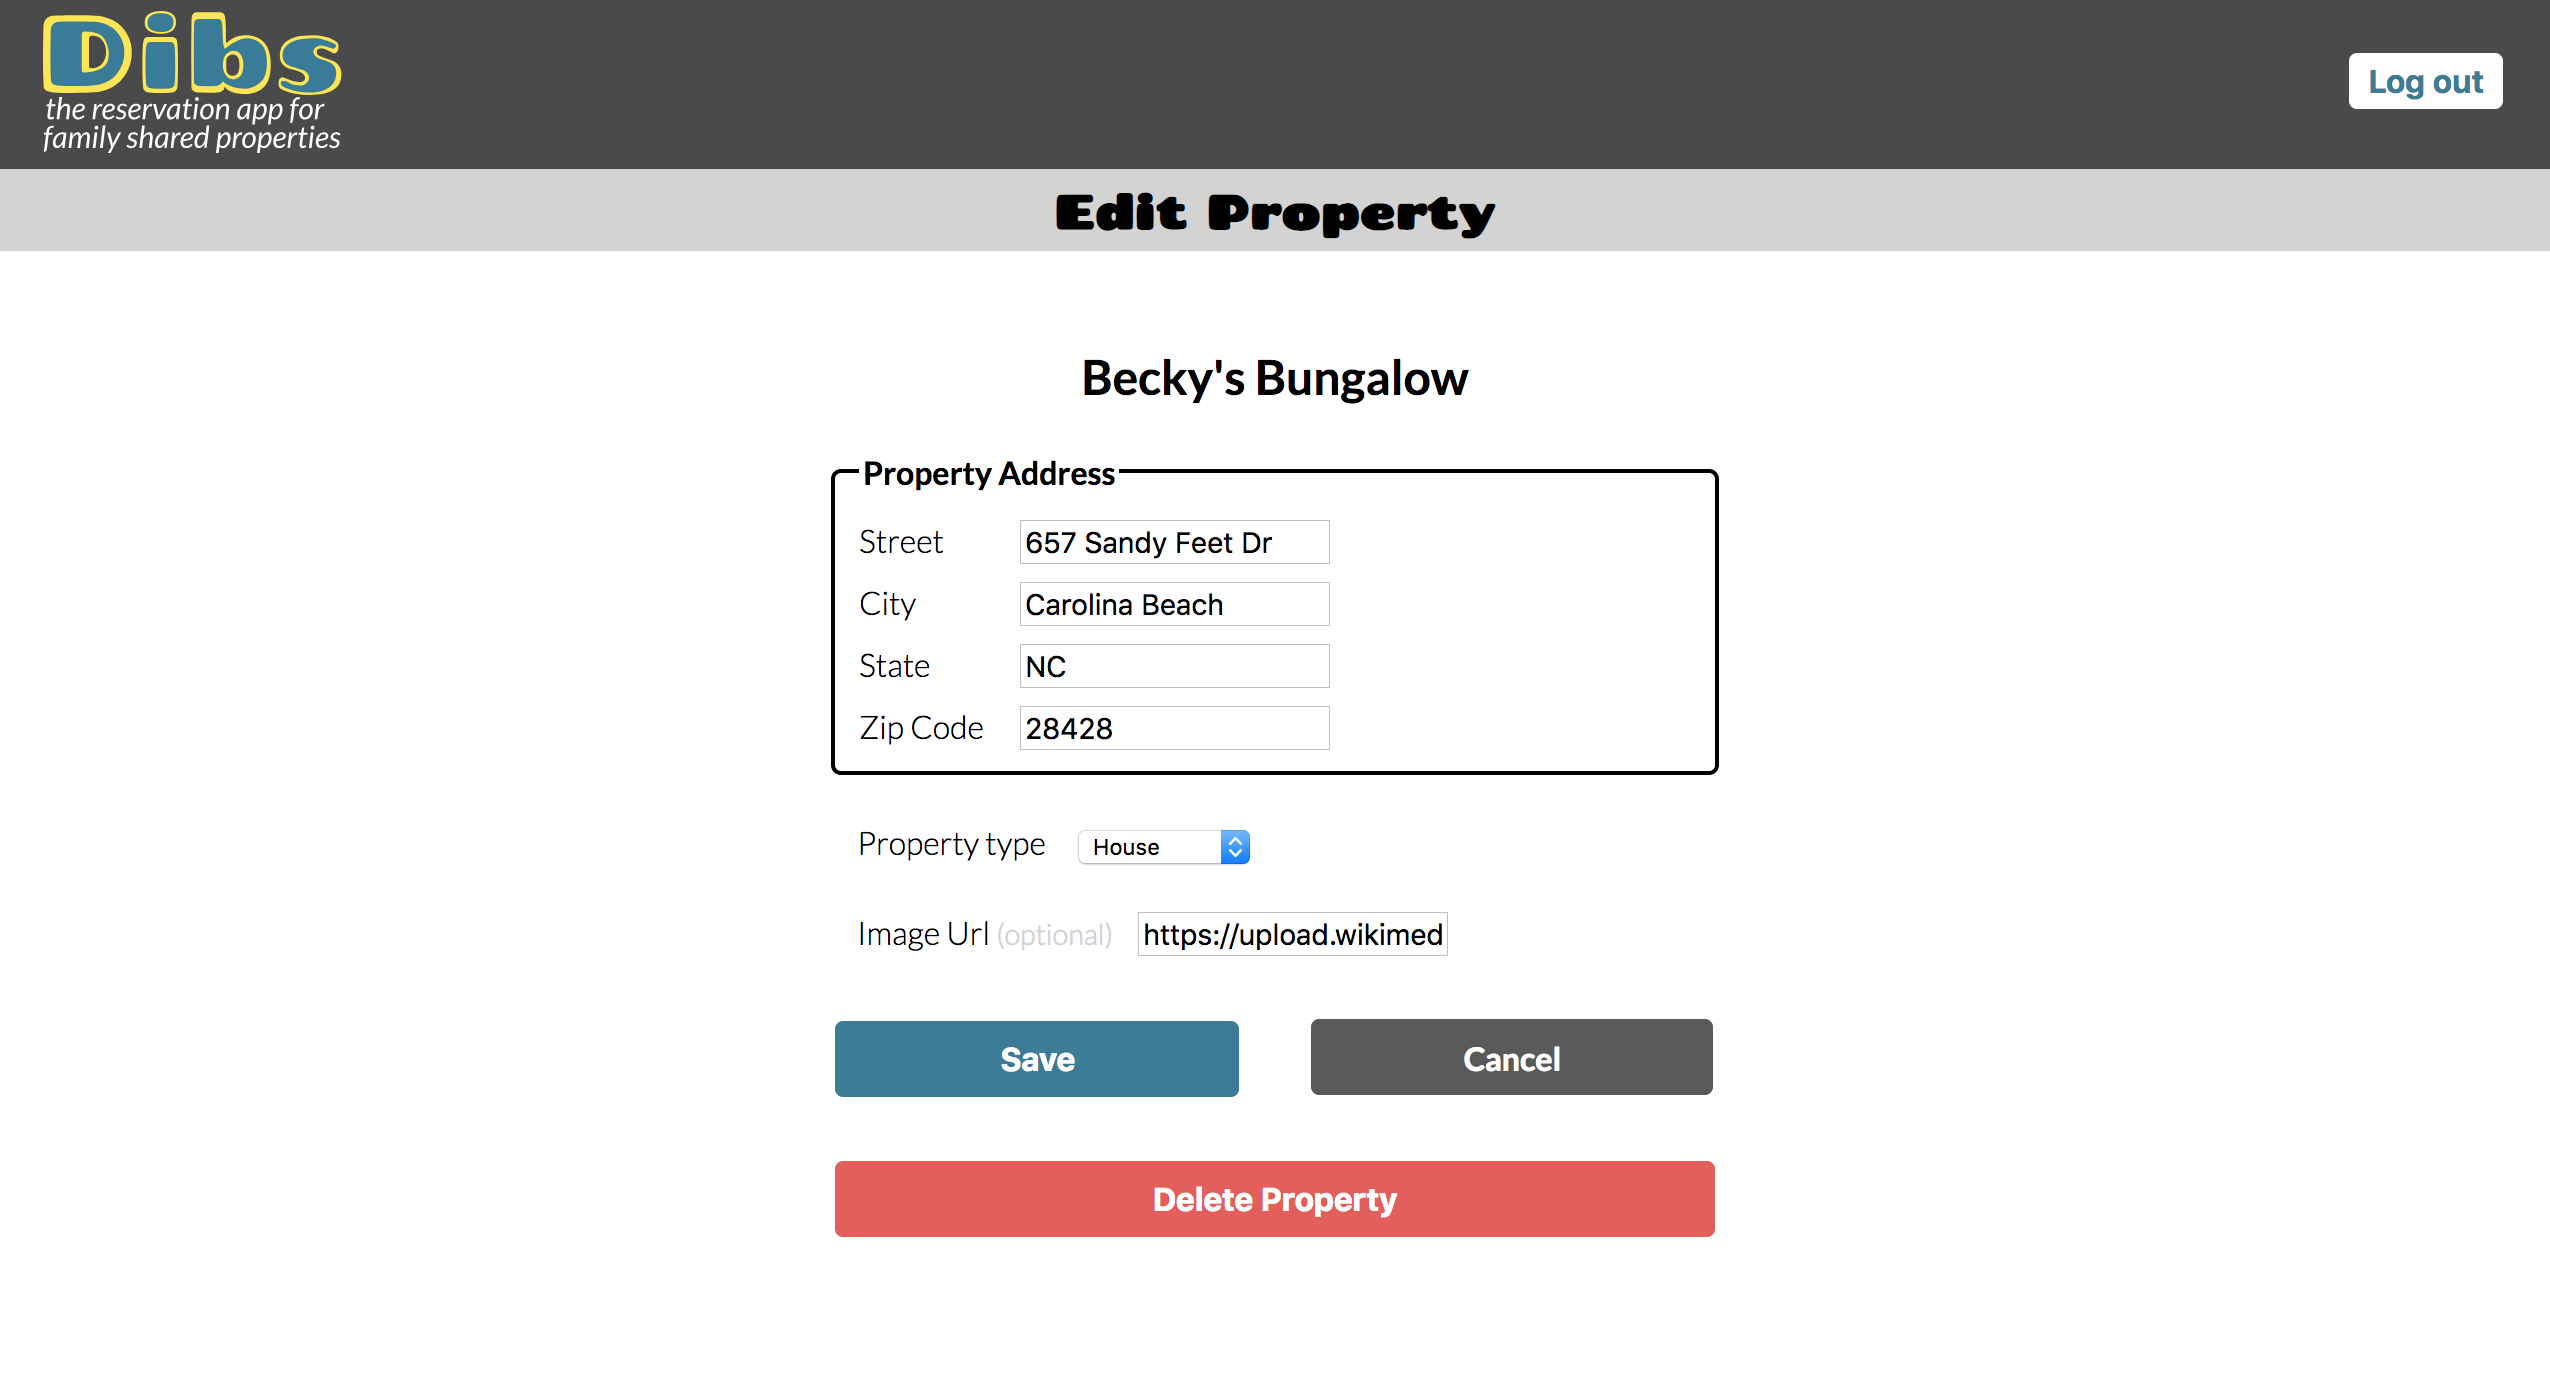 Dibs
the reservation app for
family shared properties
Log out
Edit Property
Becky's Bungalow
Property Address
Street 657 Sandy Feet Dr
City Carolina Beach
State NC
Zip Code 28428
Property type House
Image Url (optional) https://upload.wikimed
Save Cancel
Delete Property